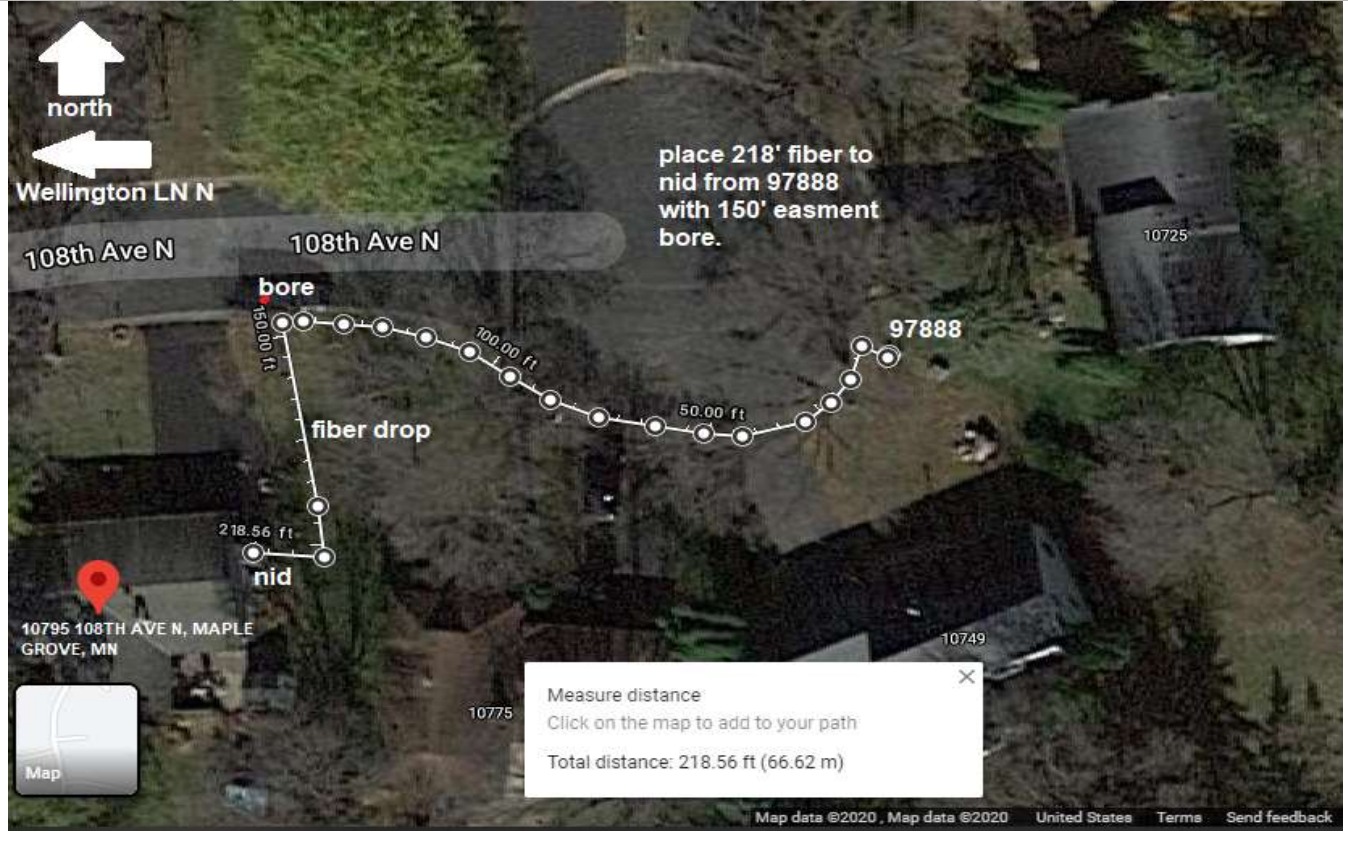 north
Wellington LN N
108th Ave N
108th Ave N
place 218' fiber to
nid from 97888
with 150' easment
bore.
10725
bore
150.00 ft
100.00 ft
97888
50.00 ft
fiber drop
218.56 ft
nid
10795 108TH AVE N, MAPLE
GROVE, MN
10749
10775
Measure distance
Click on the map to add to your path
Total distance: 218.56 ft (66.62 m)
Map
Map data ©2020 , Map data ©2020 United States Terms Send feedback